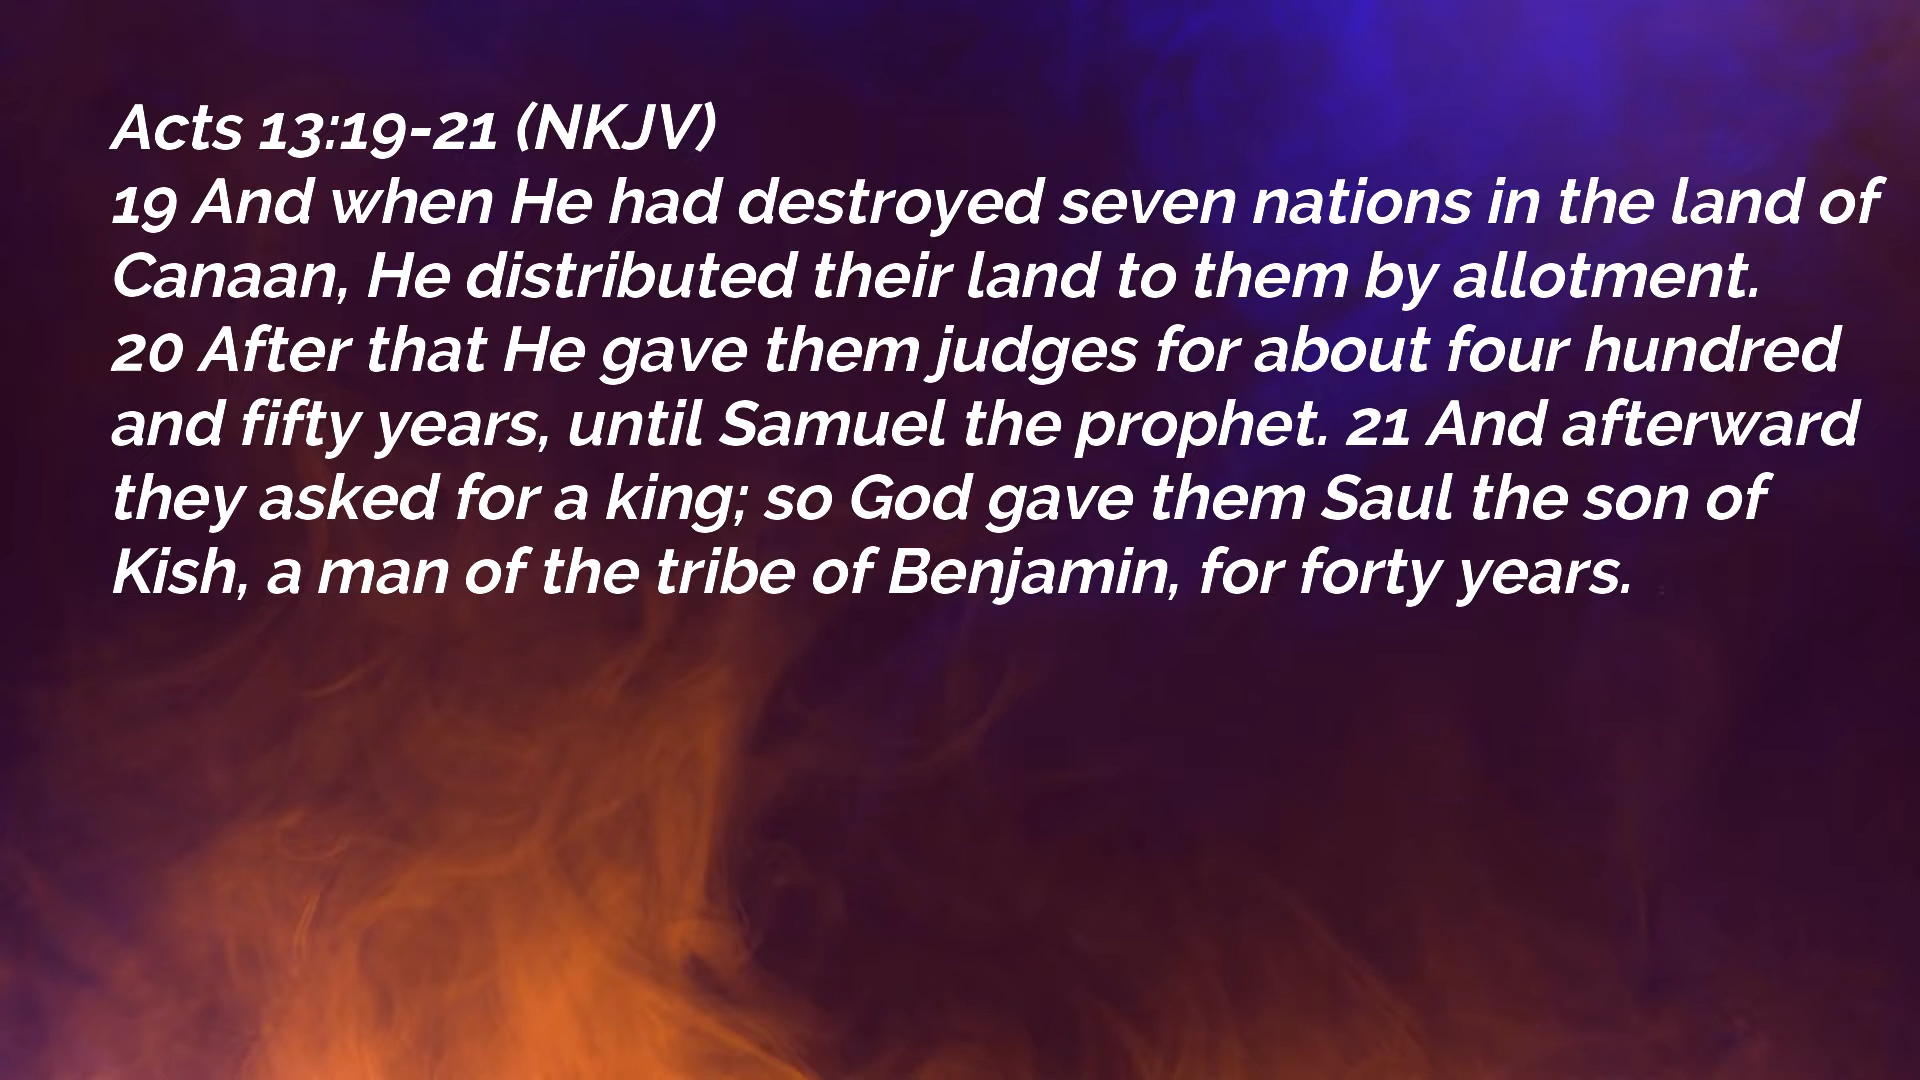 Acts 13:19-21 (NKJV)
19 And when He had destroyed seven nations in the land of
Canaan, He distributed their land to them by allotment.
20 After that He gave them judges for about four hundred
and fifty years, until Samuel the prophet. 21 And afterward
they asked for a king; so God gave them Saul the son of
Kish, a man of the tribe of Benjamin, for forty years.